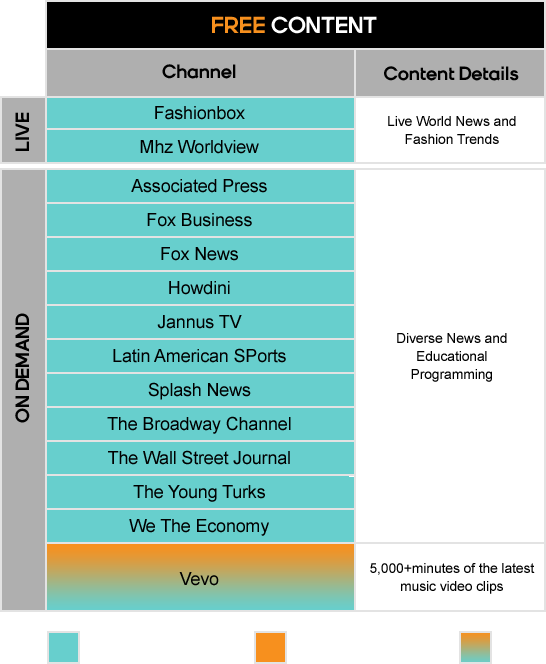 FREE CONTENT
Channel
Content Details
LIVE
Fashionbox
Mhz Worldview
Live World News and
Fashion Trends
ON DEMAND
Associated Press
Fox Business
Fox News
Howdini
Jannus TV
Latin American SPorts
Splash News
The Broadway Channel
The Wall Street Journal
The Young Turks
We The Economy
Diverse News and
Educational
Programming
Vevo
5,000+minutes of the latest
music video clips